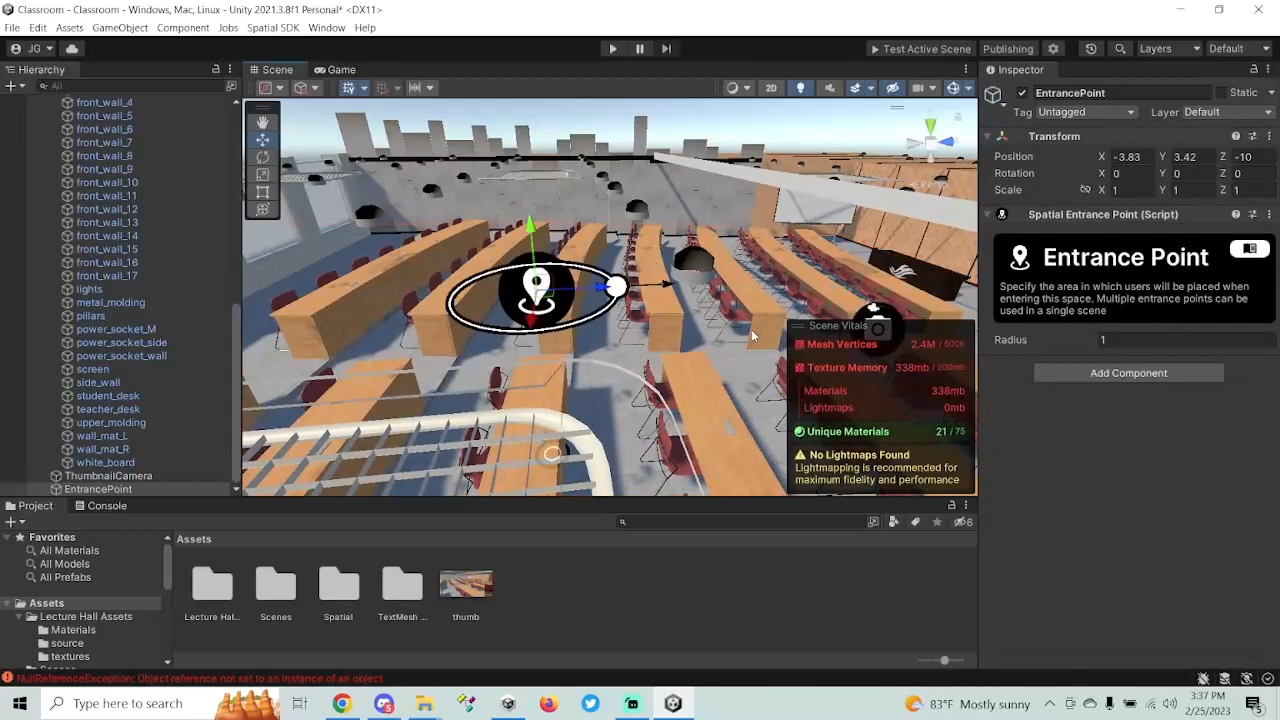 Classroom - Classroom - Windows, Mac, Linux - Unity 2021.3.8f1 Personal* <DX11>
File Edit Assets GameObject Component Jobs Spatial SDK Window Help
JG
Test Active Scene Publishing Layers Default
Hierarchy
All
front_wall_4
front_wall_5
front_wall_6
front_wall_7
front_wall_8
front_wall_9
front_wall_10
front_wall_11
front_wall_12
front_wall_13
front_wall_14
front_wall_15
front_wall_16
front_wall_17
lights
metal_molding
pillars
power_socket_M
power_socket_side
power_socket_wall
screen
side_wall
student_desk
teacher_desk
upper_molding
wall_mat_L
wall_mat_R
white_board
ThumbnailCamera
EntrancePoint
Scene Game
2D
Scene Vitals
Mesh Vertices 2.4M / 500K
Texture Memory 338mb / 200mb
Materials 338mb
Lightmaps 0mb
Unique Materials 21 / 75
No Lightmaps Found
Lightmapping is recommended for
maximum fidelity and performance
Inspector
EntrancePoint Static
Tag Untagged Layer Default
Transform
Position X -3.83 Y 3.42 Z -10
Rotation X 0 Y 0 Z 0
Scale X 1 Y 1 Z 1
Spatial Entrance Point (Script)
Entrance Point
Specify the area in which users will be placed when
entering this space. Multiple entrance points can be
used in a single scene
Radius 1
Add Component
Project Console
6
Favorites
All Materials
All Models
All Prefabs
Assets
Lecture Hall Assets
Materials
source
textures
Assets
Lecture Hal... Scenes Spatial TextMesh ... thumb
NullReferenceException: Object reference not set to an instance of an object
Type here to search
83°F Mostly sunny
3:37 PM
2/25/2023
5